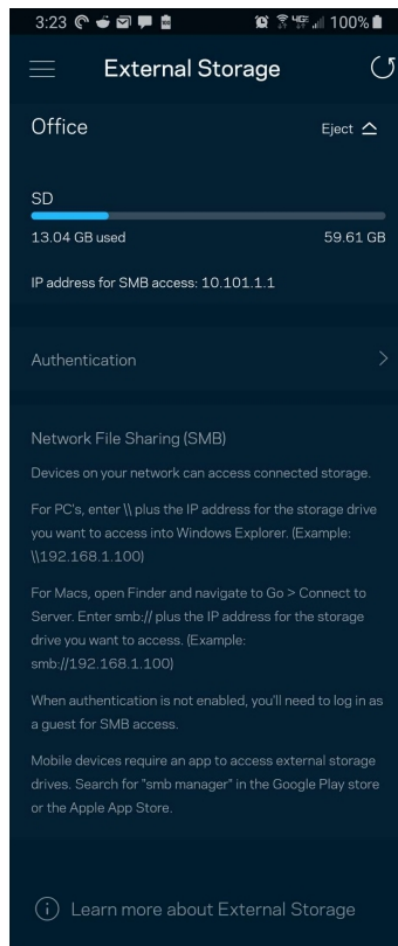 3:23 100%
External Storage
Office Eject
SD
13.04 GB used 59.61 GB
IP address for SMB access: 10.101.1.1
Authentication
Network File Sharing (SMB)
Devices on your network can access connected storage.
For PC's, enter \\ plus the IP address for the storage drive
you want to access into Windows Explorer. (Example:
\\192.168.1.100)
For Macs, open Finder and navigate to Go > Connect to
Server. Enter smb:// plus the IP address for the storage
drive you want to access. (Example:
smb://192.168.1.100)
When authentication is not enabled, you'll need to log in as
a guest for SMB access.
Mobile devices require an app to access external storage
drives. Search for "smb manager" in the Google Play store
or the Apple App Store.
Learn more about External Storage